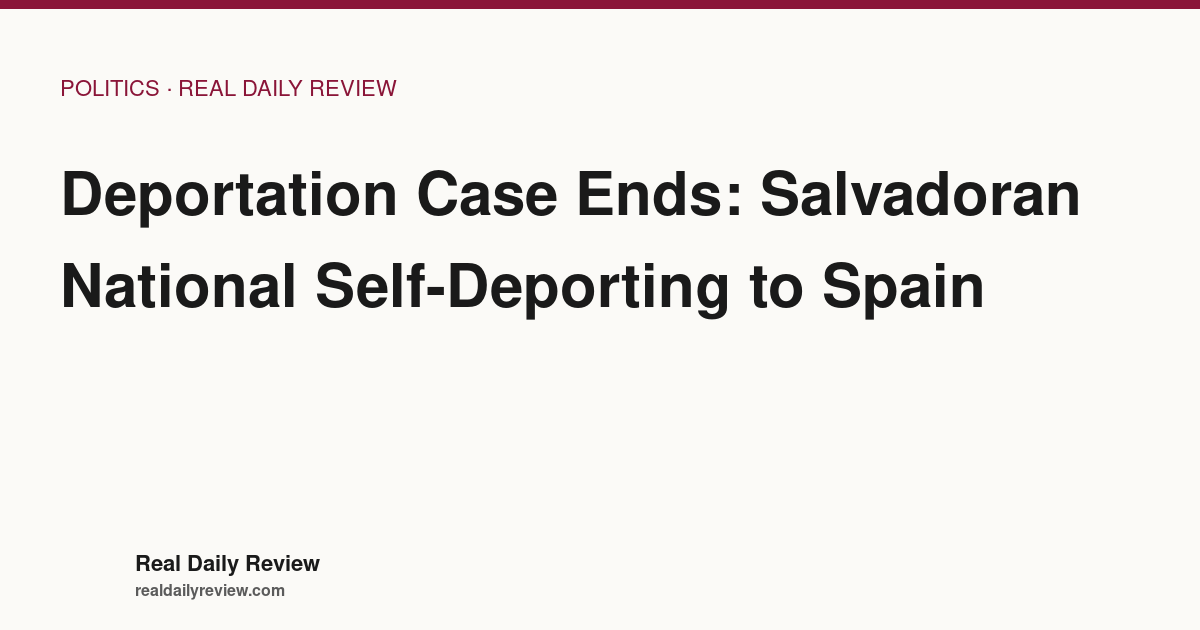 POLITICS · REAL DAILY REVIEW
Deportation Case Ends: Salvadoran
National Self-Deporting to Spain
Real Daily Review
realdailyreview.com